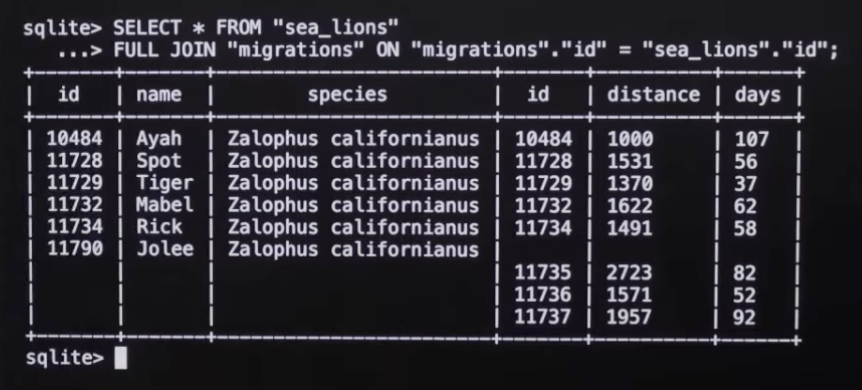 sqlite> SELECT * FROM "sea_lions"
   ...> FULL JOIN "migrations" ON "migrations"."id" = "sea_lions"."id";
+-------+--------+------------------------+-------+----------+------+
|  id   |  name  |        species         |  id   | distance | days |
+-------+--------+------------------------+-------+----------+------+
| 10484 | Ayah   | Zalophus californianus | 10484 | 1000     | 107  |
| 11728 | Spot   | Zalophus californianus | 11728 | 1531     | 56   |
| 11729 | Tiger  | Zalophus californianus | 11729 | 1370     | 37   |
| 11732 | Mabel  | Zalophus californianus | 11732 | 1622     | 62   |
| 11734 | Rick   | Zalophus californianus | 11734 | 1491     | 58   |
| 11790 | Jolee  | Zalophus californianus |       |          |      |
|       |        |                        | 11735 | 2723     | 82   |
|       |        |                        | 11736 | 1571     | 52   |
|       |        |                        | 11737 | 1957     | 92   |
+-------+--------+------------------------+-------+----------+------+
sqlite>